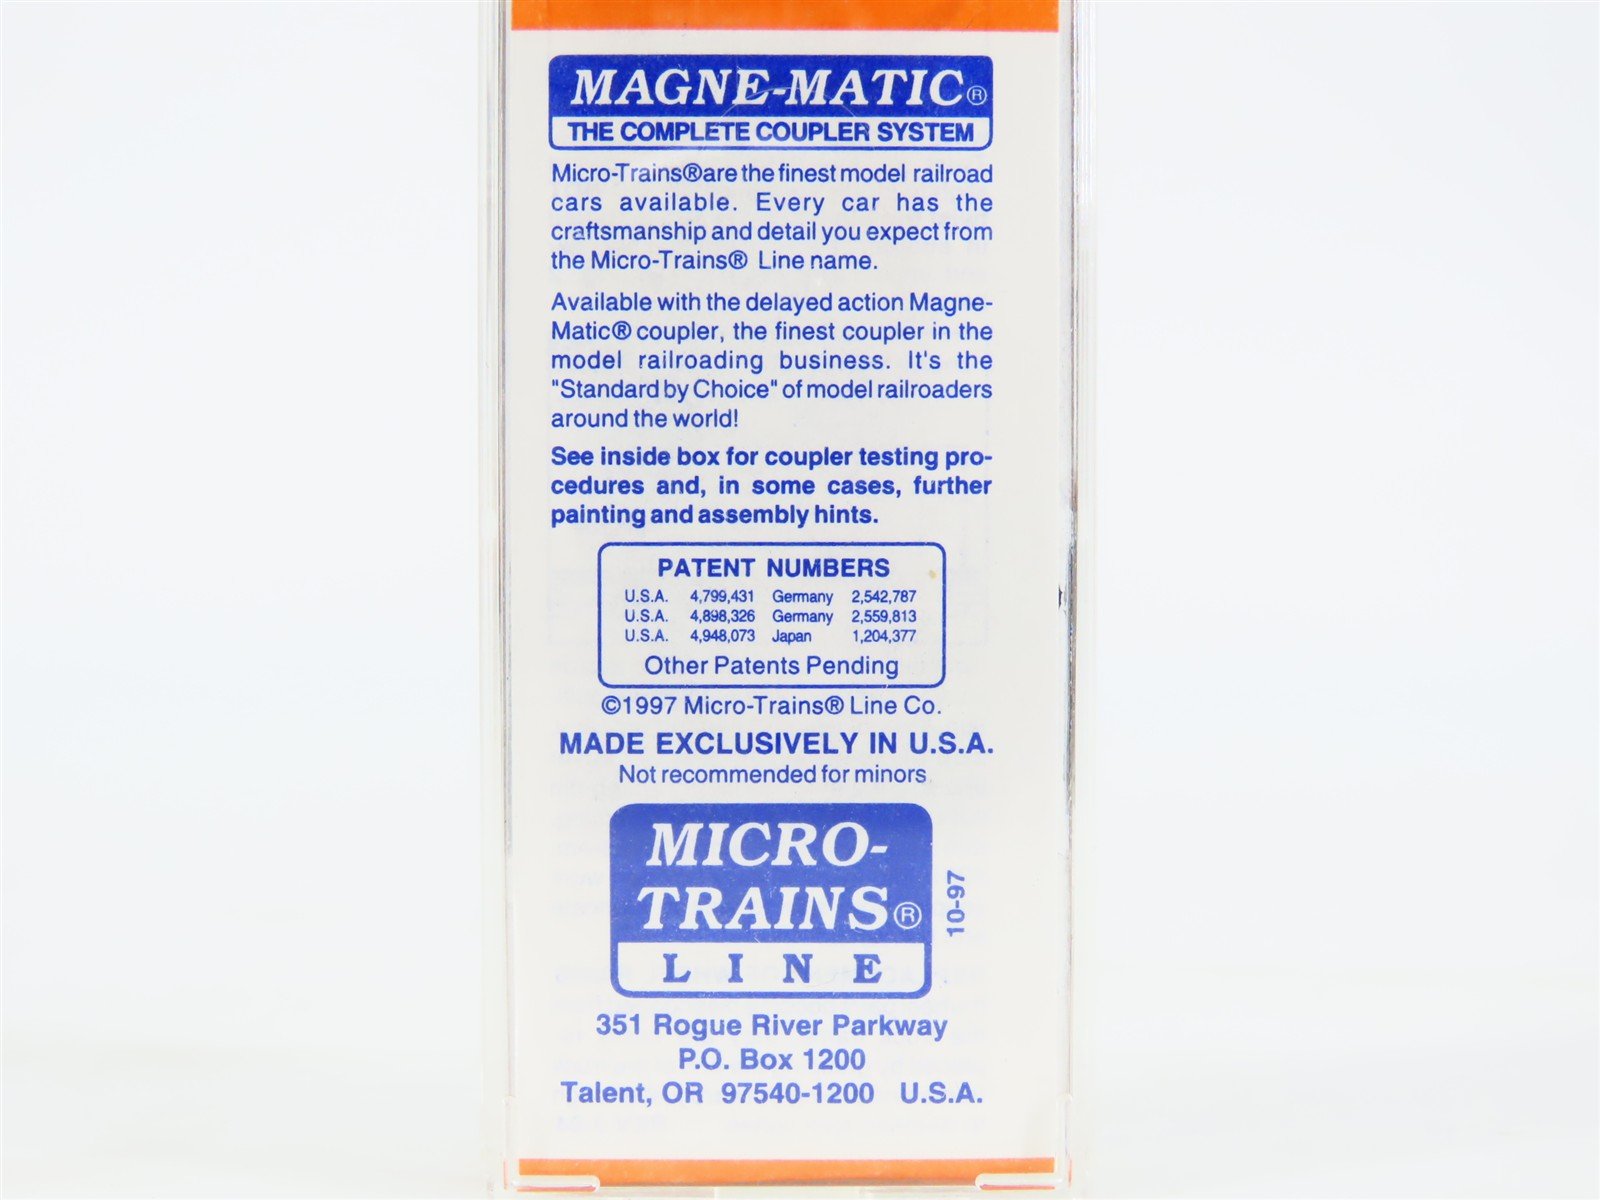 MAGNE-MATIC®
THE COMPLETE COUPLER SYSTEM
Micro-Trains®are the finest model railroad
cars available. Every car has the
craftsmanship and detail you expect from
the Micro-Trains® Line name.
Available with the delayed action Magne-
Matic® coupler, the finest coupler in the
model railroading business. It's the
"Standard by Choice" of model railroaders
around the world!
See inside box for coupler testing pro-
cedures and, in some cases, further
painting and assembly hints.
PATENT NUMBERS
U.S.A. 4,799,431 Germany 2,542,787
U.S.A. 4,898,326 Germany 2,559,813
U.S.A. 4,948,073 Japan 1,204,377
Other Patents Pending
©1997 Micro-Trains® Line Co.
MADE EXCLUSIVELY IN U.S.A.
Not recommended for minors
MICRO-
TRAINS®
LINE
10-97
351 Rogue River Parkway
P.O. Box 1200
Talent, OR 97540-1200 U.S.A.